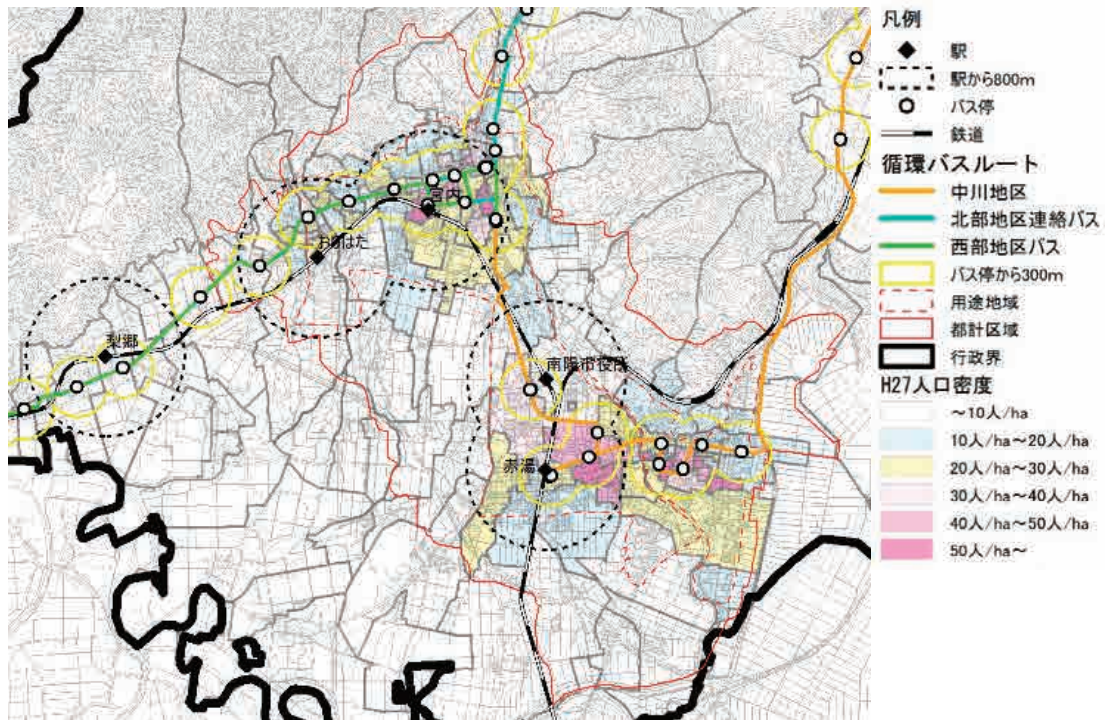 凡例
駅
駅から800m
バス停
鉄道
循環バスルート
中川地区
北部地区連絡バス
西部地区バス
バス停から300m
用途地域
都計区域
行政界
H27人口密度
～10人/ha
10人/ha～20人/ha
20人/ha～30人/ha
30人/ha～40人/ha
40人/ha～50人/ha
50人/ha～
宮内
おりはた
梨郷
南陽市役所
赤湯